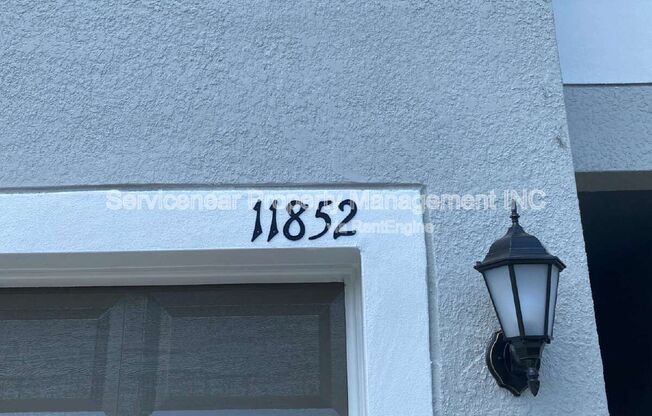 Servicenear Property Management INC
11852
RentEngine